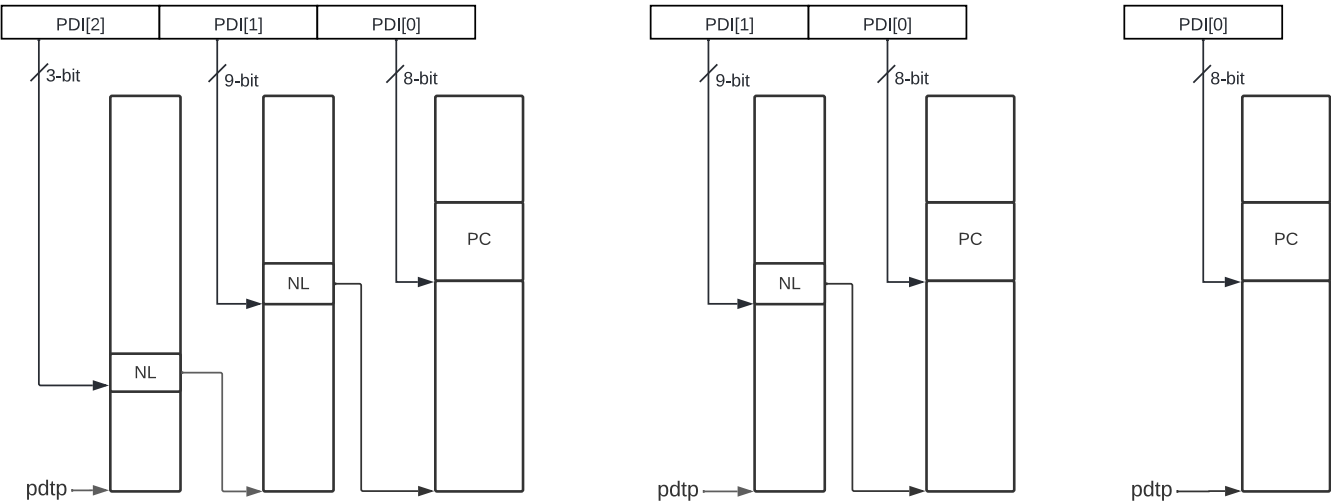 PDI[2] PDI[1] PDI[0] PDI[1] PDI[0] PDI[0]
3-bit 9-bit 8-bit 9-bit 8-bit 8-bit
PC PC PC
NL NL
NL
pdtp pdtp pdtp